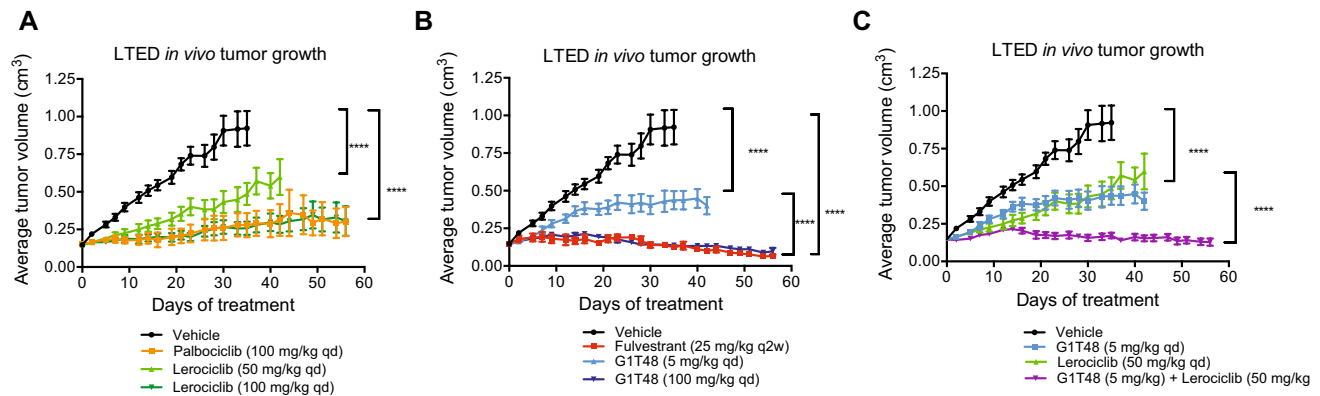 A
LTED in vivo tumor growth
Average tumor volume (cm³)
1.25
1.00
0.75
0.50
0.25
0.00
0 10 20 30 40 50 60
Days of treatment
****
****
Vehicle
Palbociclib (100 mg/kg qd)
Lerociclib (50 mg/kg qd)
Lerociclib (100 mg/kg qd)
B
LTED in vivo tumor growth
Average tumor volume (cm³)
1.25
1.00
0.75
0.50
0.25
0.00
0 10 20 30 40 50 60
Days of treatment
****
****
****
Vehicle
Fulvestrant (25 mg/kg q2w)
G1T48 (5 mg/kg qd)
G1T48 (100 mg/kg qd)
C
LTED in vivo tumor growth
Average tumor volume (cm³)
1.25
1.00
0.75
0.50
0.25
0.00
0 10 20 30 40 50 60
Days of treatment
****
****
Vehicle
G1T48 (5 mg/kg qd)
Lerociclib (50 mg/kg qd)
G1T48 (5 mg/kg) + Lerociclib (50 mg/kg